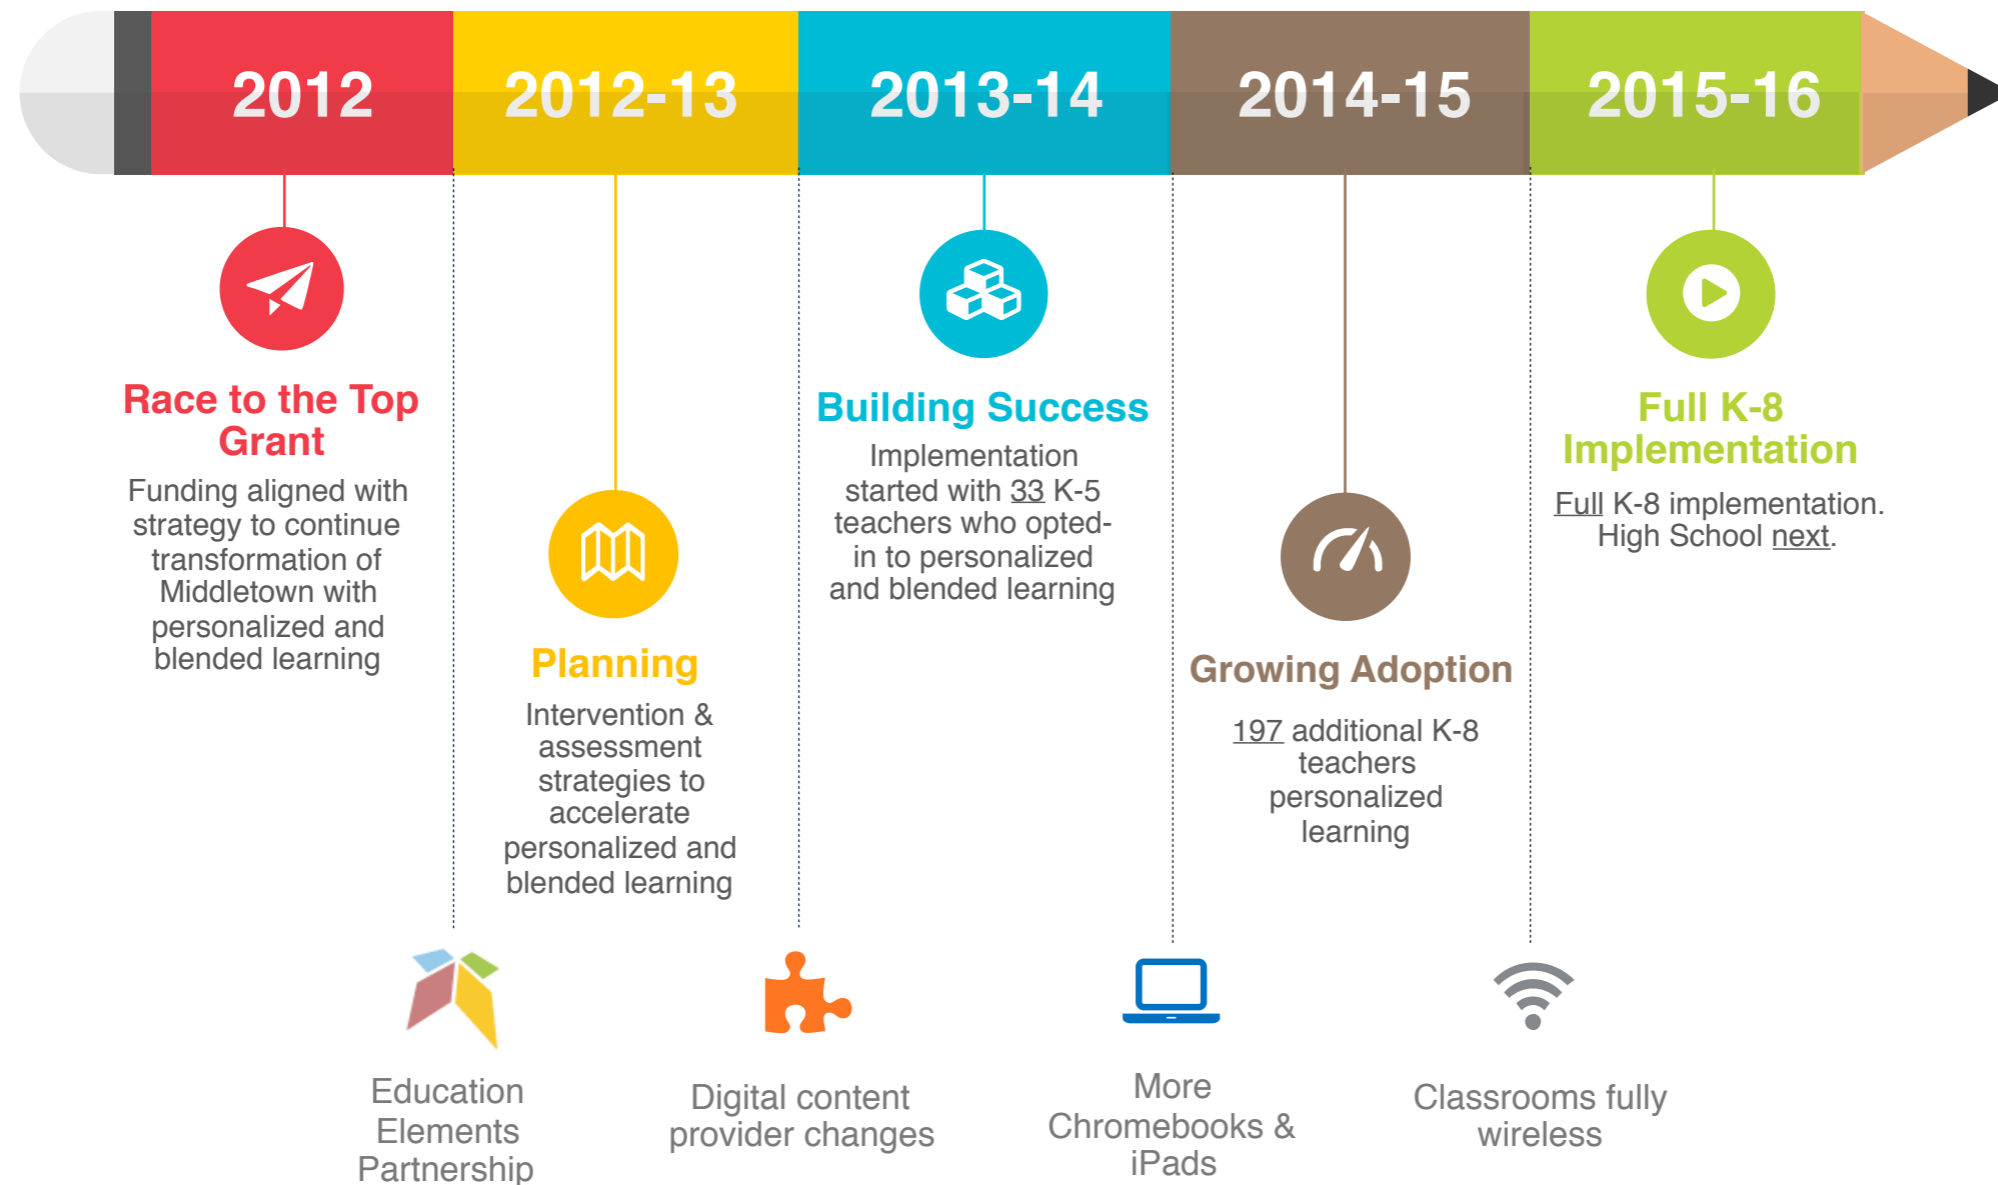 2012
2012-13
2013-14
2014-15
2015-16
Race to the Top
Grant
Funding aligned with
strategy to continue
transformation of
Middletown with
personalized and
blended learning
Planning
Intervention &
assessment
strategies to
accelerate
personalized and
blended learning
Building Success
Implementation
started with 33 K-5
teachers who opted-
in to personalized
and blended learning
Growing Adoption
197 additional K-8
teachers
personalized
learning
Full K-8
Implementation
Full K-8 implementation.
High School next.
Education
Elements
Partnership
Digital content
provider changes
More
Chromebooks &
iPads
Classrooms fully
wireless